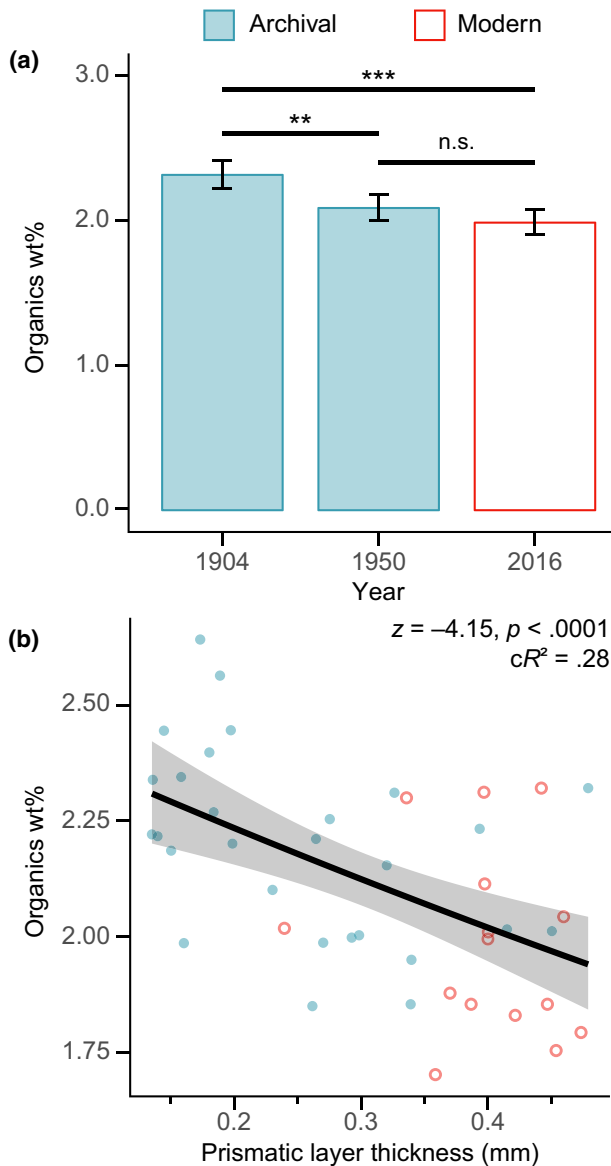 Archival Modern
(a)
3.0
***
**
n.s.
2.0
Organics wt%
1.0
0.0
1904 1950 2016
Year
(b)
z = –4.15, p < .0001
cR² = .28
2.50
2.25
Organics wt%
2.00
1.75
0.2 0.3 0.4
Prismatic layer thickness (mm)